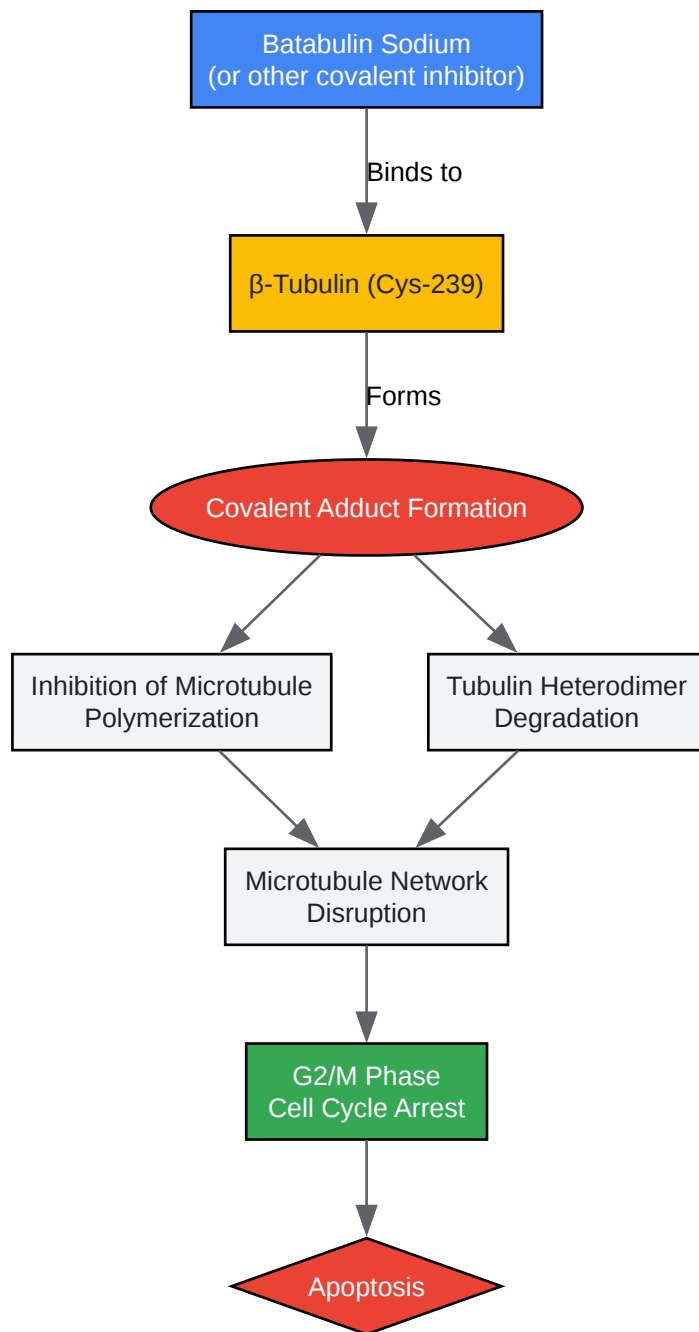 Batabulin Sodium
(or other covalent inhibitor)
Binds to
β-Tubulin (Cys-239)
Forms
Covalent Adduct Formation
Inhibition of Microtubule
Polymerization
Tubulin Heterodimer
Degradation
Microtubule Network
Disruption
G2/M Phase
Cell Cycle Arrest
Apoptosis